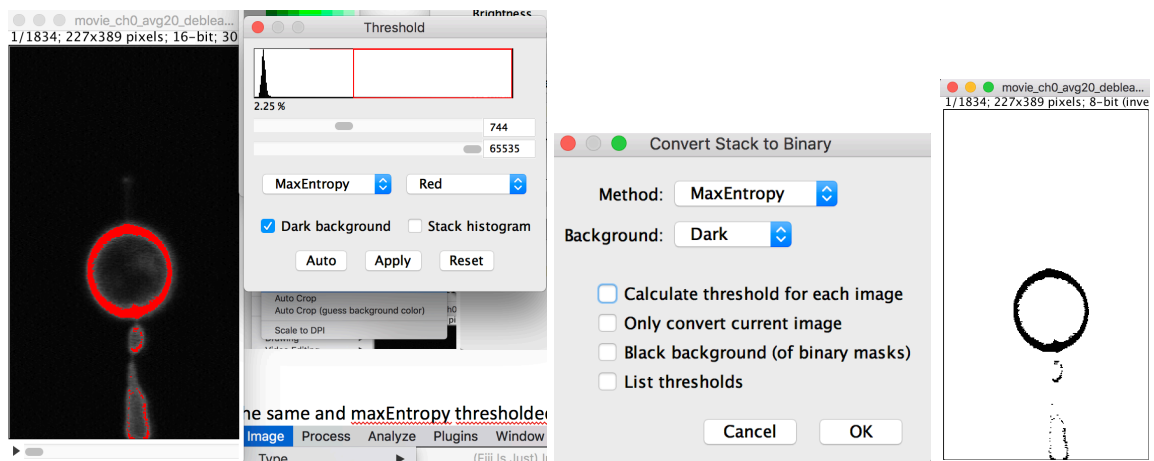 movie_ch0_avg20_deblea...
1/1834; 227x389 pixels; 16-bit; 30
Brightness
Threshold
2.25 %
744
65535
MaxEntropy
Red
Dark background
Stack histogram
Auto
Apply
Reset
Auto Crop
Auto Crop (guess background color)
Scale to DPI
he same and maxEntropy thresholded
Image Process Analyze Plugins Window
Type
Convert Stack to Binary
Method: MaxEntropy
Background: Dark
Calculate threshold for each image
Only convert current image
Black background (of binary masks)
List thresholds
Cancel
OK
movie_ch0_avg20_deblea...
1/1834; 227x389 pixels; 8-bit (inve